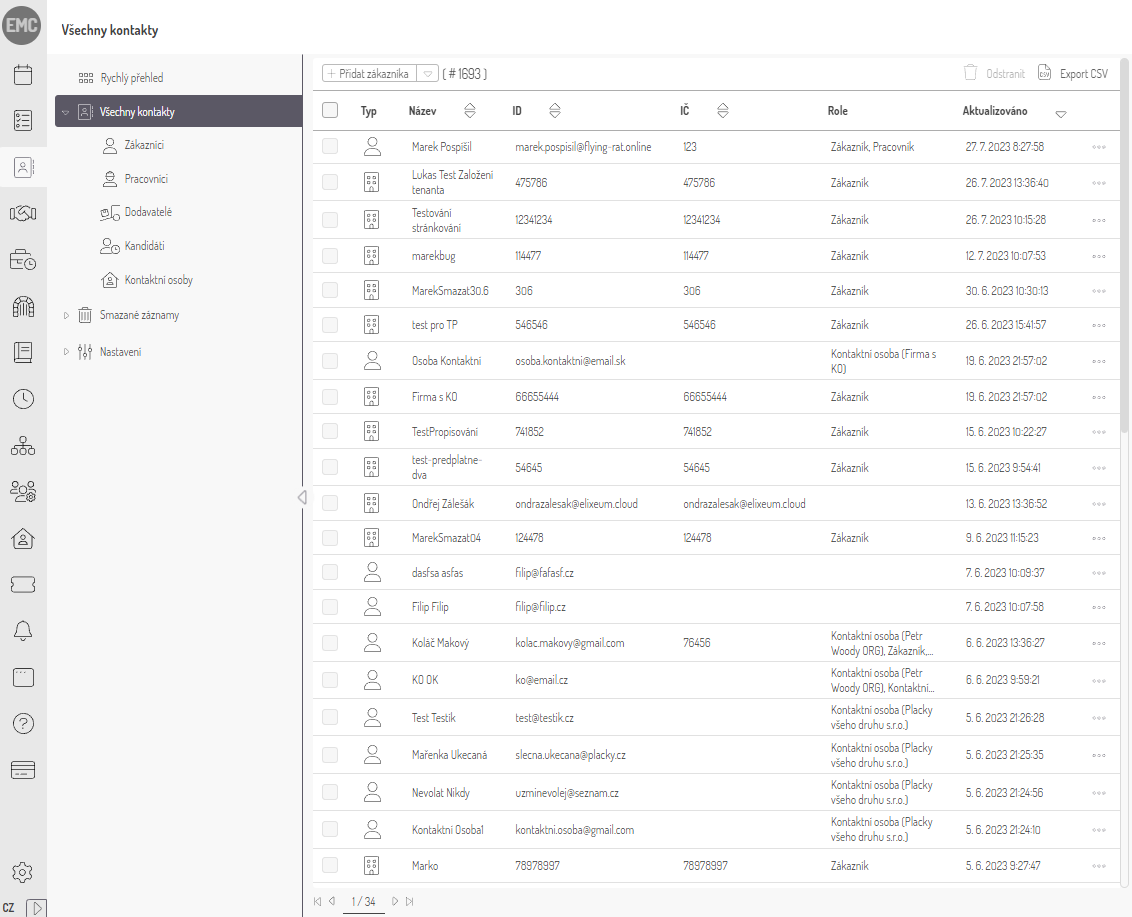 EMC
Všechny kontakty
Rychlý přehled
Všechny kontakty
Zákazníci
Pracovníci
Dodavatelé
Kandidáti
Kontaktní osoby
Smazané záznamy
Nastavení
CZ
+ Přidat zákazníka ( # 1693 ) Odstranit CSV Export CSV
Typ Název ID IČ Role Aktualizováno
Marek Pospíšil marek.pospisil@flying-rat.online 123 Zákazník, Pracovník 27. 7. 2023 8:27:58
Lukas Test Založení
tenanta 475786 475786 Zákazník 26. 7. 2023 13:36:40
Testování
stránkování 12341234 12341234 Zákazník 26. 7. 2023 10:15:28
marekbug 114477 114477 Zákazník 12. 7. 2023 10:07:53
MarekSmazat30.6 306 306 Zákazník 30. 6. 2023 10:30:13
test pro TP 546546 546546 Zákazník 26. 6. 2023 15:41:57
Osoba Kontaktní osoba.kontaktni@email.sk Kontaktní osoba (Firma s
KO) 19. 6. 2023 21:57:02
Firma s KO 66655444 66655444 Zákazník 19. 6. 2023 21:57:02
TestPropisování 741852 741852 Zákazník 15. 6. 2023 10:22:27
test-predplatne-
dva 54645 54645 Zákazník 15. 6. 2023 9:54:41
Ondřej Zálešák ondrazalesak@elixeum.cloud ondrazalesak@elixeum.cloud 13. 6. 2023 13:36:52
MarekSmazat04 124478 124478 Zákazník 9. 6. 2023 11:15:23
dasfsa asfas filip@fafasf.cz 7. 6. 2023 10:09:37
Filip Filip filip@filip.cz 7. 6. 2023 10:07:58
Koláč Makový kolac.makovy@gmail.com 76456 Kontaktní osoba (Petr
Woody ORG), Zákazník,... 6. 6. 2023 13:36:27
KO OK ko@email.cz Kontaktní osoba (Petr
Woody ORG), Kontaktní... 6. 6. 2023 9:59:21
Test Testík test@testik.cz Kontaktní osoba (Placky
všeho druhu s.r.o.) 5. 6. 2023 21:26:28
Mařenka Ukecaná slecna.ukecana@placky.cz Kontaktní osoba (Placky
všeho druhu s.r.o.) 5. 6. 2023 21:25:35
Nevolat Nikdy uzminevolej@seznam.cz Kontaktní osoba (Placky
všeho druhu s.r.o.) 5. 6. 2023 21:24:56
Kontaktní Osoba1 kontaktni.osoba@gmail.com Kontaktní osoba (Placky
všeho druhu s.r.o.) 5. 6. 2023 21:24:10
Marko 78978997 78978997 Zákazník 5. 6. 2023 9:27:47
1 / 34